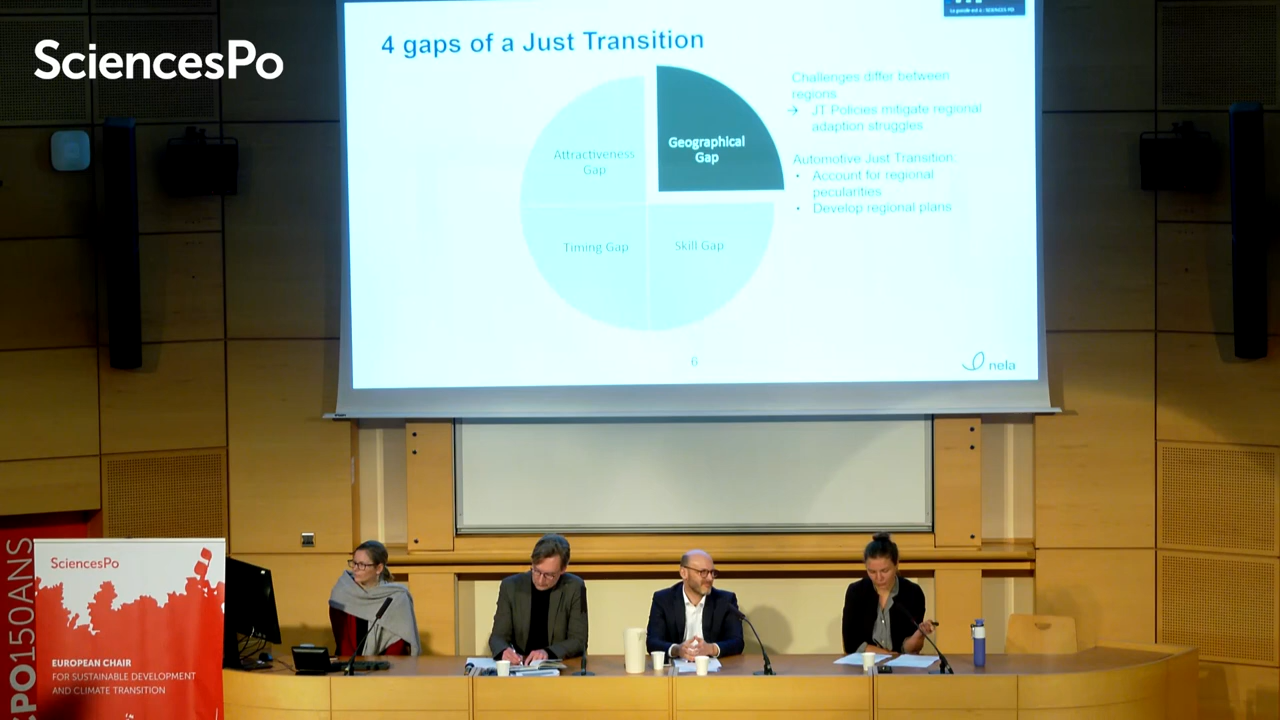 SciencesPo
4 gaps of a Just Transition
Challenges differ between
regions
→ JT Policies mitigate regional
adaption struggles
Automotive Just Transition:
• Account for regional
pecularities
• Develop regional plans
Attractiveness
Gap
Geographical
Gap
Timing Gap
Skill Gap
6
nela
SciencesPo
EUROPEAN CHAIR
FOR SUSTAINABLE DEVELOPMENT
AND CLIMATE TRANSITION
PO150ANS